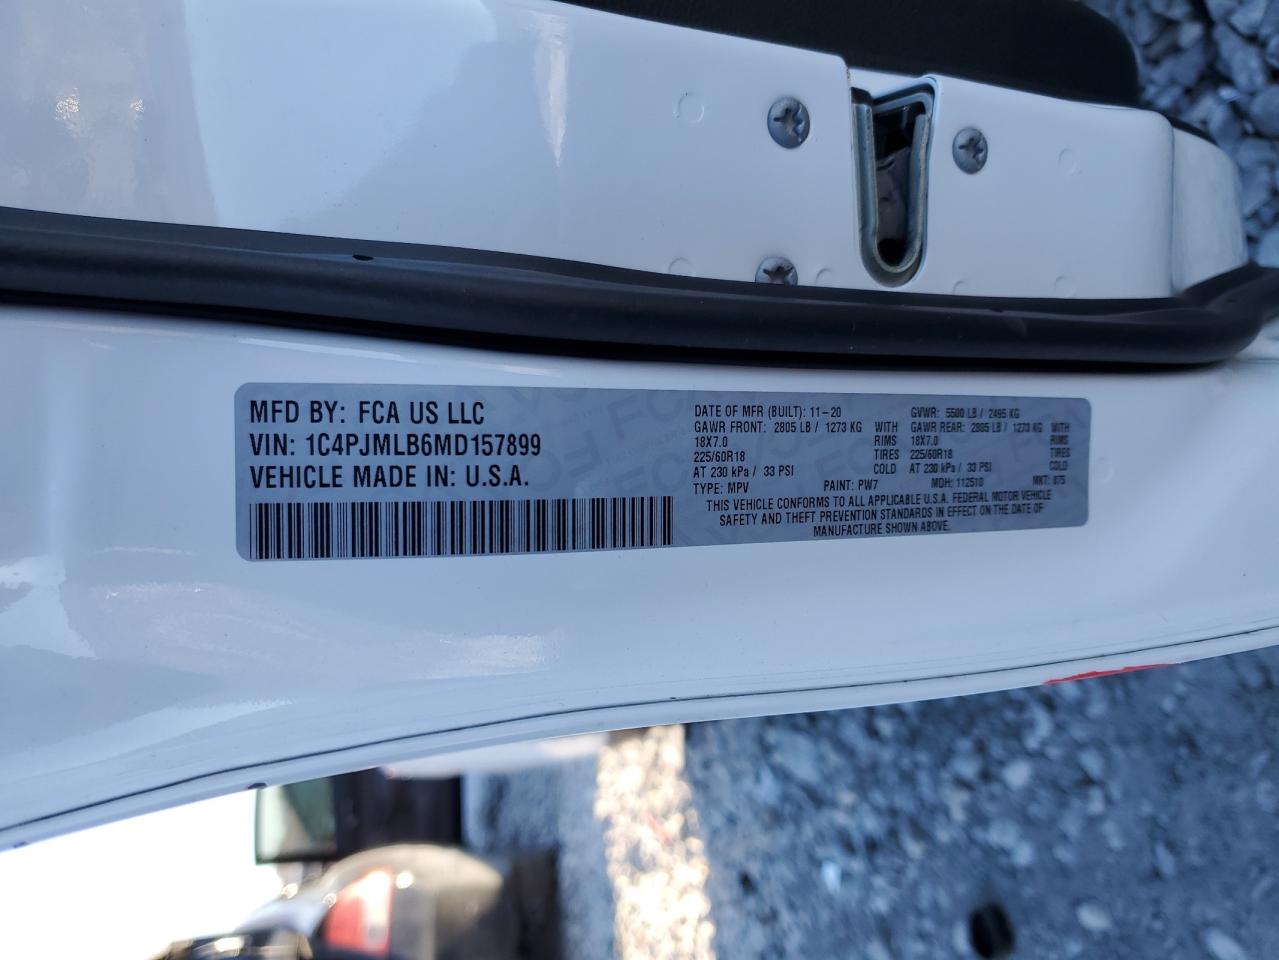 MFD BY: FCA US LLC
VIN: 1C4PJMLB6MD157899
VEHICLE MADE IN: U.S.A.
DATE OF MFR (BUILT): 11-20 GVWR: 5500 LB / 2495 KG
GAWR FRONT: 2805 LB / 1273 KG WITH GAWR REAR: 2805 LB / 1273 KG WITH
18X7.0 RIMS 18X7.0 RIMS
225/60R18 TIRES 225/60R18 TIRES
AT 230 kPa / 33 PSI COLD AT 230 kPa / 33 PSI COLD
TYPE: MPV PAINT: PW7 MDH: 112510 MKT: 875
THIS VEHICLE CONFORMS TO ALL APPLICABLE U.S.A. FEDERAL MOTOR VEHICLE
SAFETY AND THEFT PREVENTION STANDARDS IN EFFECT ON THE DATE OF
MANUFACTURE SHOWN ABOVE.